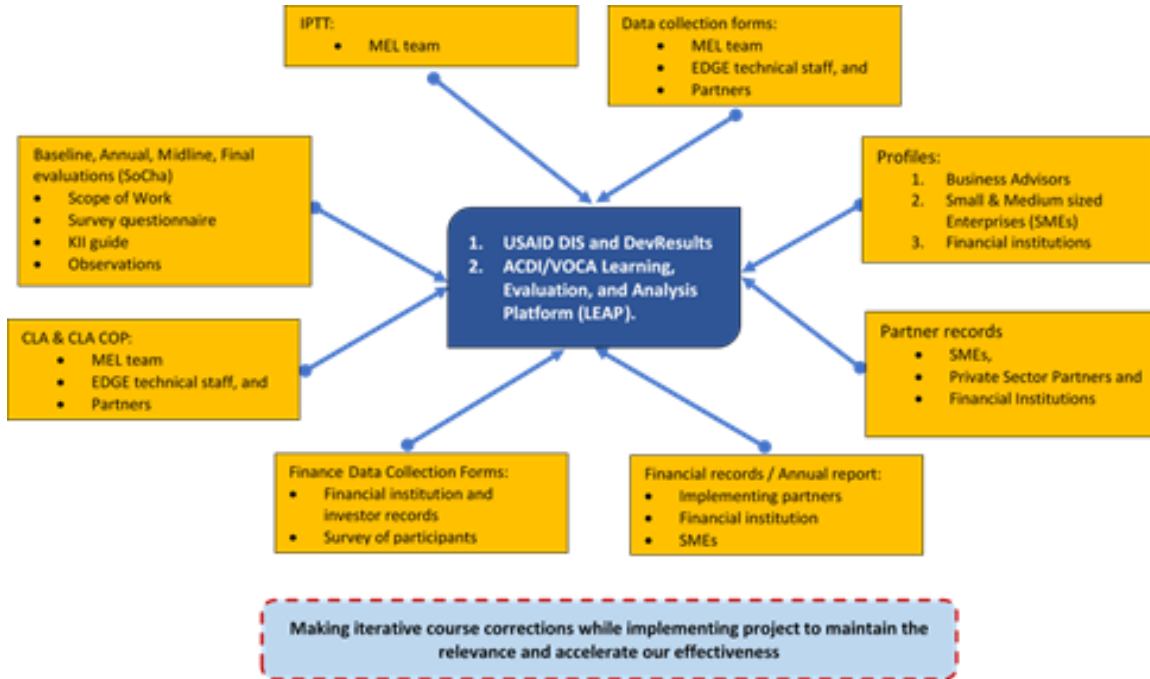 IPTT:
• MEL team
Data collection forms:
• MEL team
• EDGE technical staff, and
• Partners
Baseline, Annual, Midline, Final
evaluations (SoCha)
• Scope of Work
• Survey questionnaire
• KII guide
• Observations
1. USAID DIS and DevResults
2. ACDI/VOCA Learning,
Evaluation, and Analysis
Platform (LEAP).
Profiles:
1. Business Advisors
2. Small & Medium sized
Enterprises (SMEs)
3. Financial institutions
CLA & CLA COP:
• MEL team
• EDGE technical staff, and
• Partners
Partner records
• SMEs,
• Private Sector Partners and
• Financial Institutions
Finance Data Collection Forms:
• Financial institution and
investor records
• Survey of participants
Financial records / Annual report:
• Implementing partners
• Financial institution
• SMEs
Making iterative course corrections while implementing project to maintain the
relevance and accelerate our effectiveness